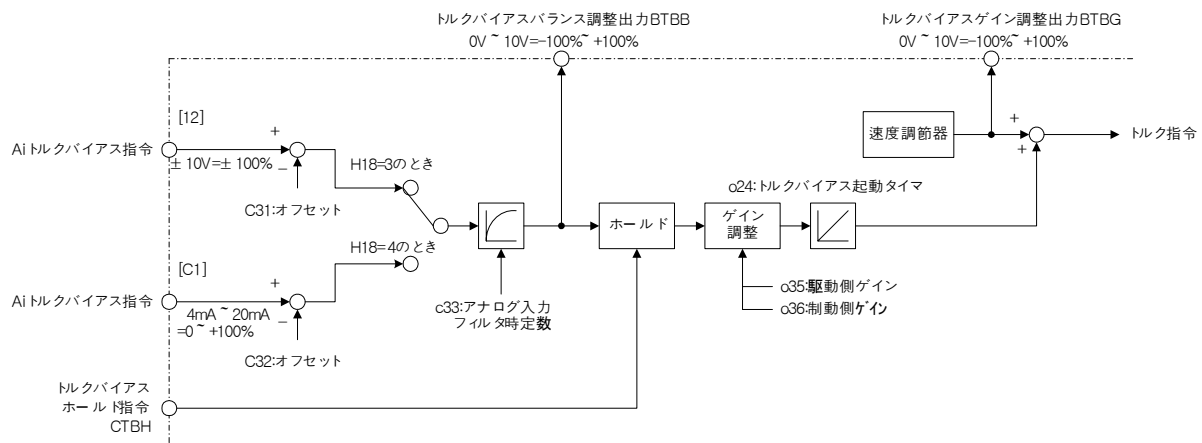 トルクバイアスバランス調整出力BTBB
0V ~ 10V=-100%~ +100%
トルクバイアスゲイン調整出力BTBG
0V ~ 10V=-100%~ +100%
[12]
Aiトルクバイアス指令
+
± 10V=± 100%
－
C31:オフセット
H18=3のとき
H18=4のとき
[C1]
Aiトルクバイアス指令
+
4mA ~ 20mA
=0 ~ +100%
－
C32:オフセット
c33:アナログ入力
フィルタ時定数
ホールド
ゲイン
調整
o24:トルクバイアス起動タイマ
o35:駆動側ゲイン
o36:制動側ゲイン
速度調節器
+
+
トルク指令
トルクバイアス
ホールド指令
CTBH